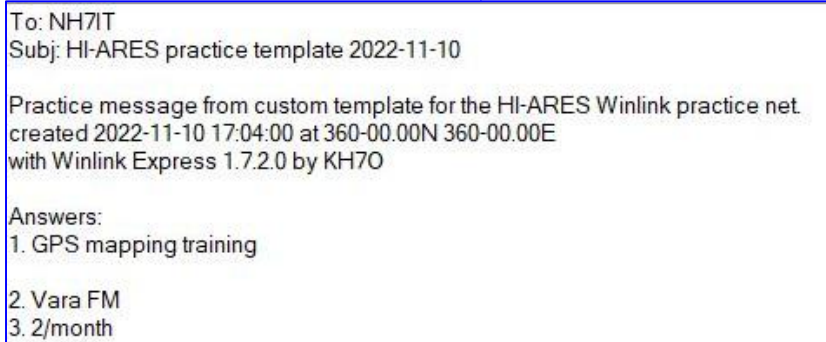 To: NH7IT
Subj: HI-ARES practice template 2022-11-10
Practice message from custom template for the HI-ARES Winlink practice net.
created 2022-11-10 17:04:00 at 360-00.00N 360-00.00E
with Winlink Express 1.7.2.0 by KH7O
Answers:
1. GPS mapping training
2. Vara FM
3. 2/month